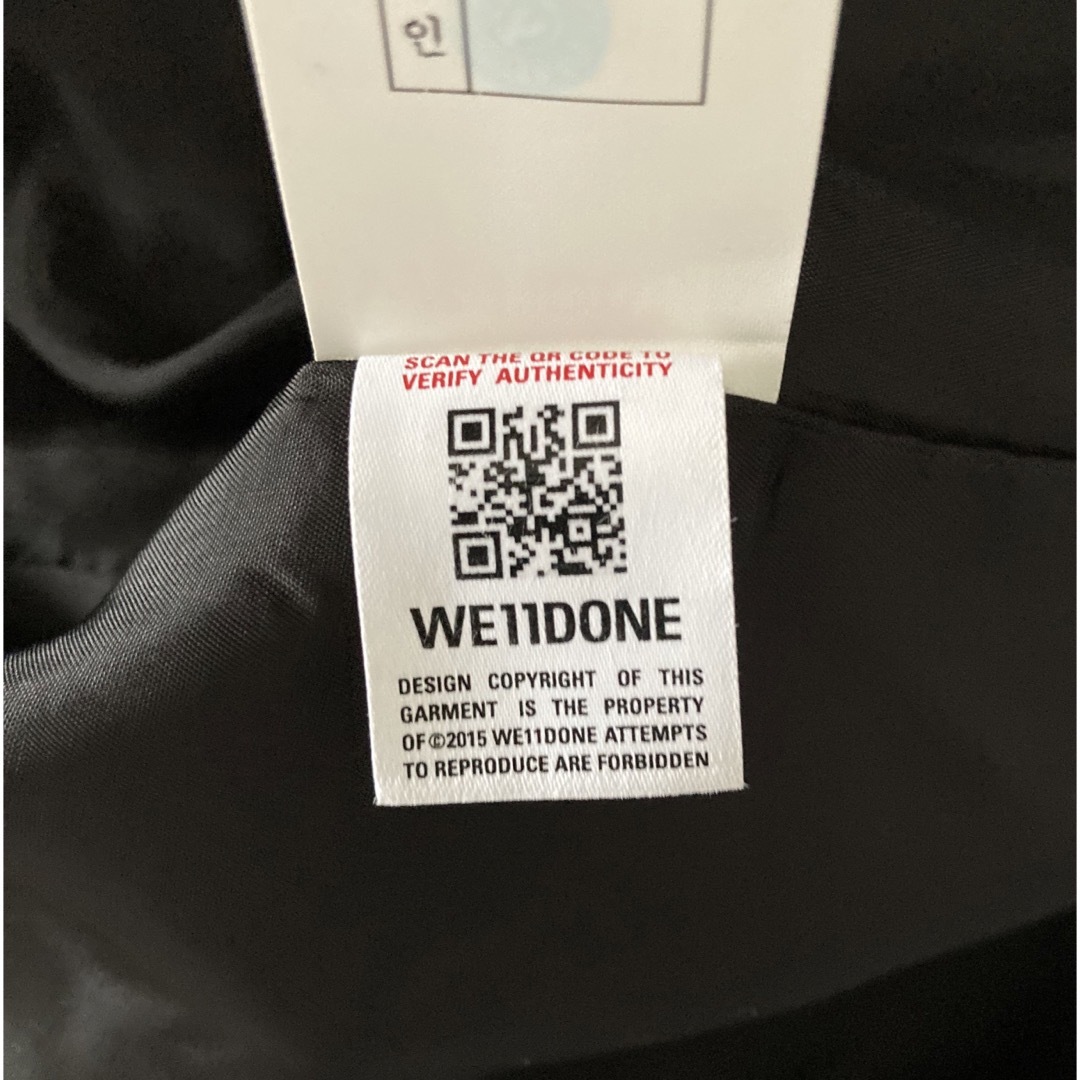 인
SCAN THE QR CODE TO
VERIFY AUTHENTICITY
WE11DONE
DESIGN COPYRIGHT OF THIS
GARMENT IS THE PROPERTY
OF ©2015 WE11DONE ATTEMPTS
TO REPRODUCE ARE FORBIDDEN